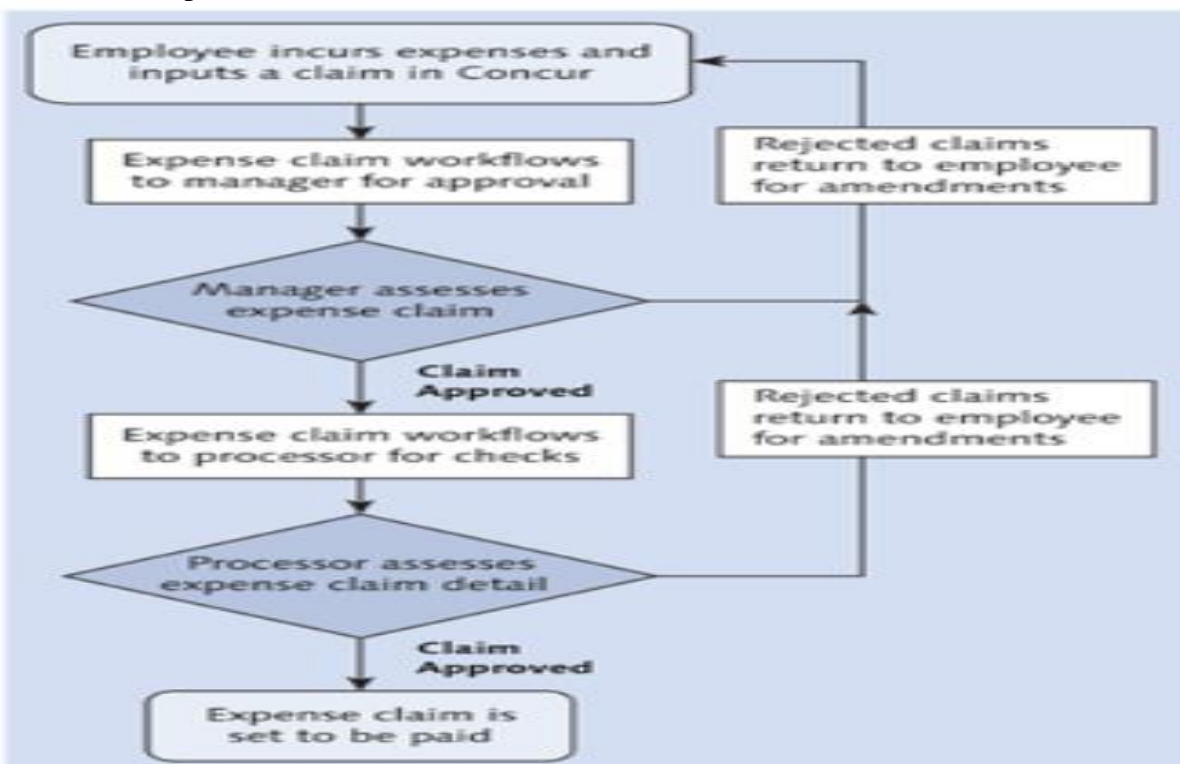 Employee incurs expenses and
inputs a claim in Concur
Expense claim workflows
to manager for approval
Rejected claims
return to employee
for amendments
Manager assesses
expense claim
Claim
Approved
Expense claim workflows
to processor for checks
Rejected claims
return to employee
for amendments
Processor assesses
expense claim detail
Claim
Approved
Expense claim is
set to be paid